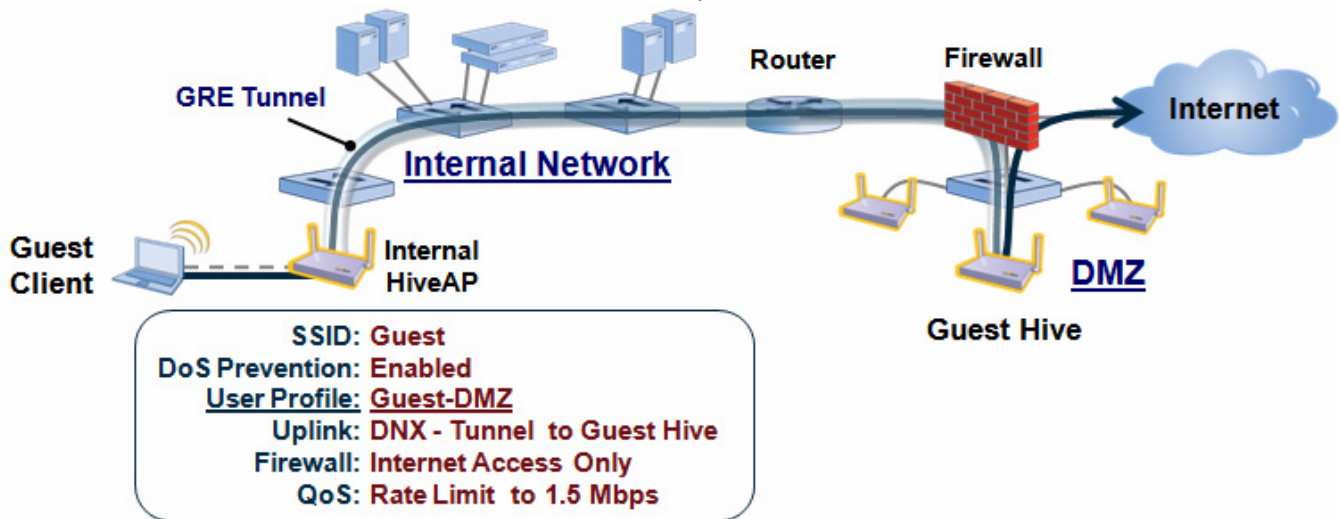 Router
Firewall
GRE Tunnel
Internet
Internal Network
Guest
Client
Internal
HiveAP
DMZ
Guest Hive
SSID: Guest
DoS Prevention: Enabled
User Profile: Guest-DMZ
Uplink: DNX - Tunnel to Guest Hive
Firewall: Internet Access Only
QoS: Rate Limit to 1.5 Mbps